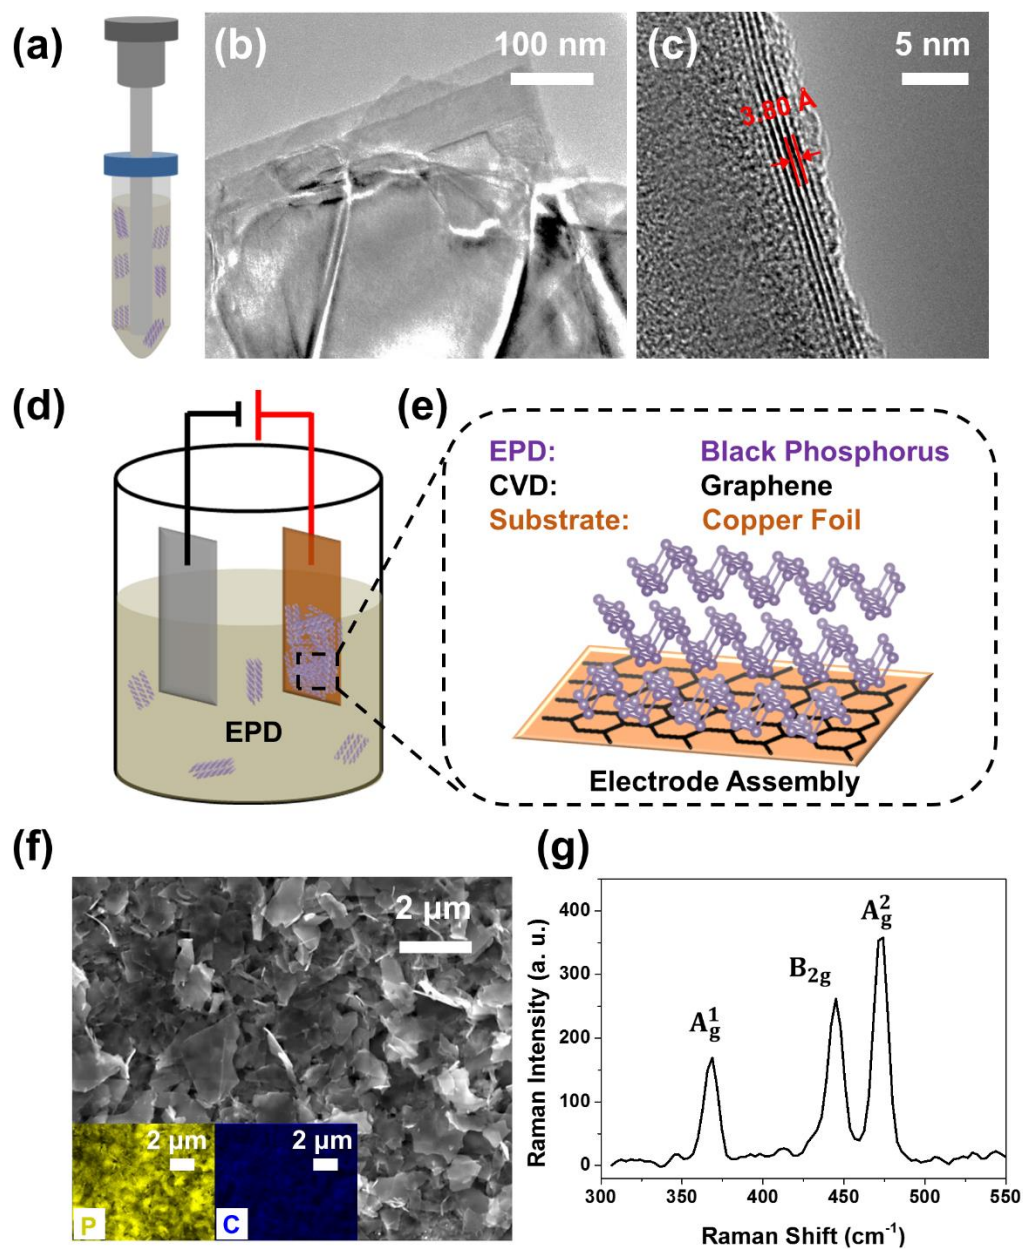 (a)
(b)
100 nm
(c)
5 nm
3.80 Å
(d)
EPD
(e)
EPD: Black Phosphorus
CVD: Graphene
Substrate: Copper Foil
Electrode Assembly
(f)
2 µm
2 µm
P
2 µm
C
(g)
Raman Intensity (a. u.)
400
300
200
100
0
A¹g
B₂g
A²g
300 350 400 450 500 550
Raman Shift (cm⁻¹)